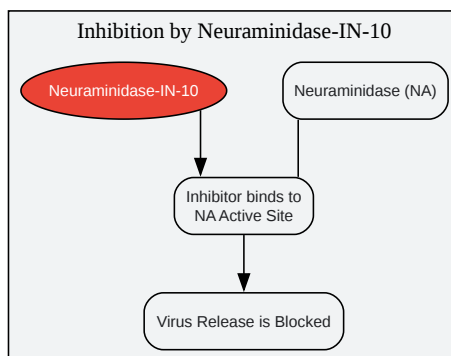 Inhibition by Neuraminidase-IN-10
Neuraminidase-IN-10
Neuraminidase (NA)
Inhibitor binds to
NA Active Site
Virus Release is Blocked